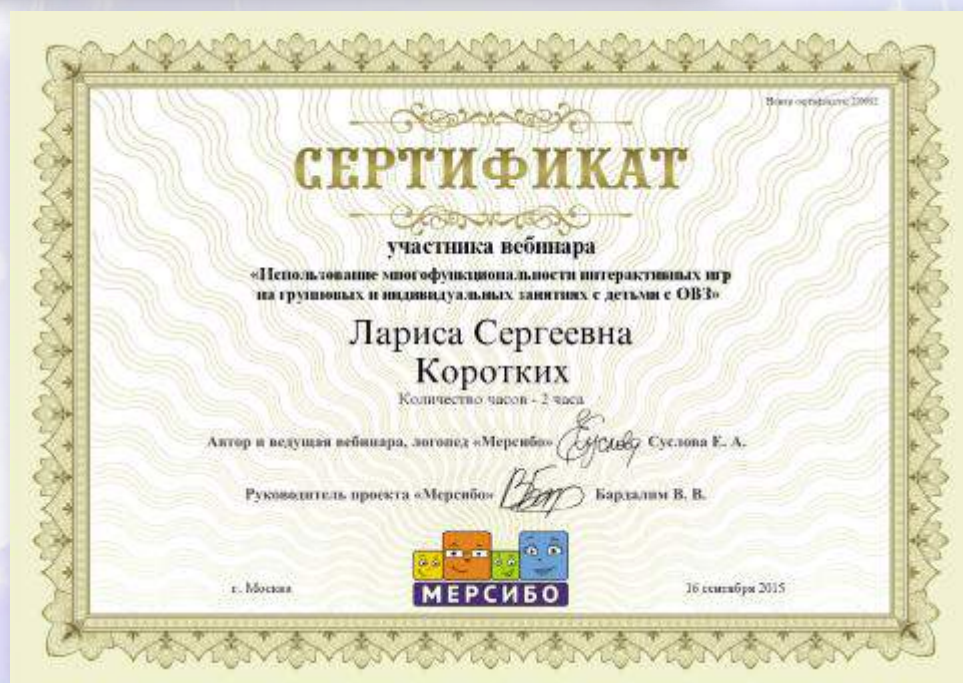 Номер сертификата:
СЕРТИФИКАТ
участника вебинара
«Использование многофункциональности интерактивных игр
на групповых и индивидуальных занятиях с детьми с ОВЗ»
Лариса Сергеевна
Коротких
Количество часов - 2 часа
Автор и ведущая вебинара, логопед «Мерсибо» Суслова Е. А.
Руководитель проекта «Мерсибо» Бардалим В. В.
МЕРСИБО
г. Москва
16 сентября 2015